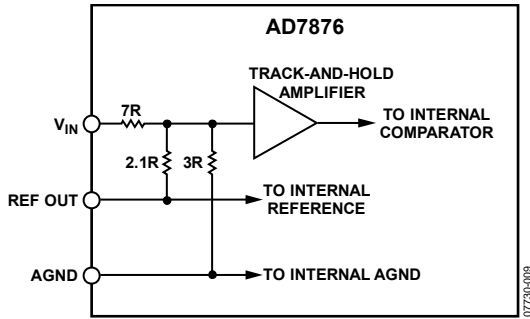 AD7876
TRACK-AND-HOLD
AMPLIFIER
7R
V_IN
TO INTERNAL
COMPARATOR
2.1R
3R
REF OUT
TO INTERNAL
REFERENCE
AGND
TO INTERNAL AGND
07730-009